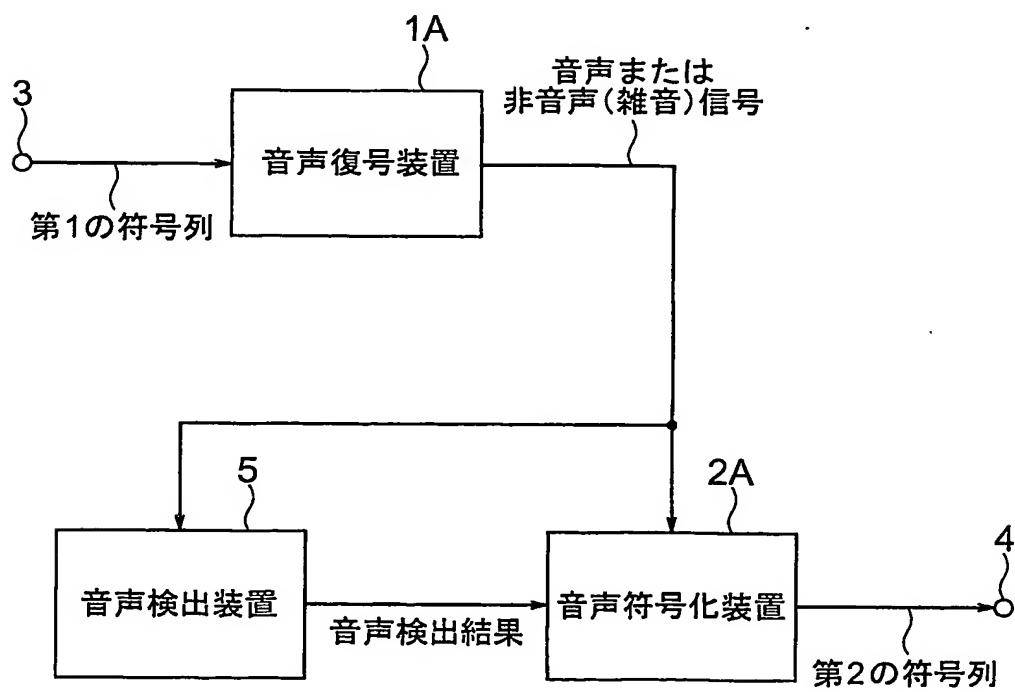 1A
音声または
非音声(雑音)信号
3
音声復号装置
第1の符号列
5
2A
4
音声検出装置
音声検出結果
音声符号化装置
第2の符号列